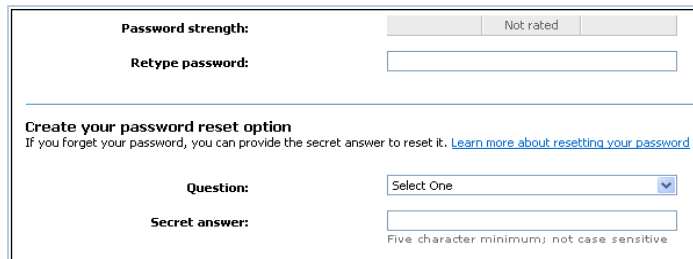 Password strength: Not rated
Retype password:
Create your password reset option
If you forget your password, you can provide the secret answer to reset it. Learn more about resetting your password
Question: Select One
Secret answer:
Five character minimum; not case sensitive